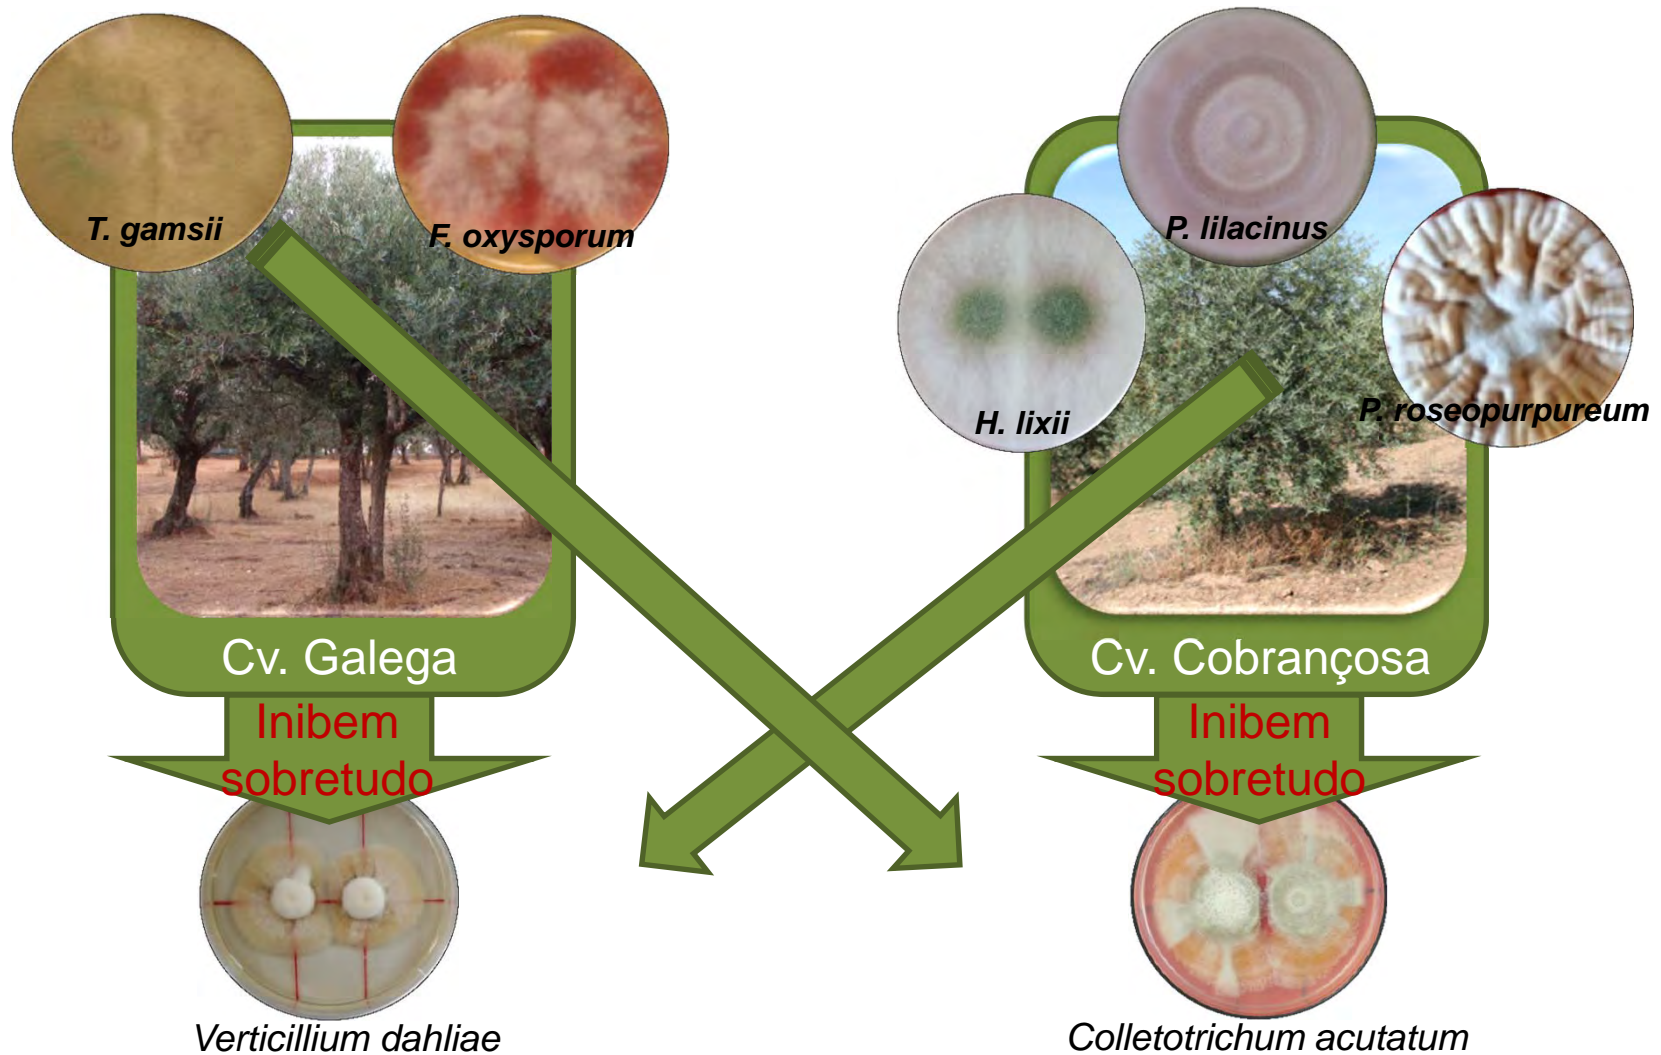 T. gamsii
F. oxysporum
P. lilacinus
H. lixii
P. roseopurpureum
Cv. Galega
Cv. Cobrançosa
Inibem
sobretudo
Inibem
sobretudo
Verticillium dahliae
Colletotrichum acutatum